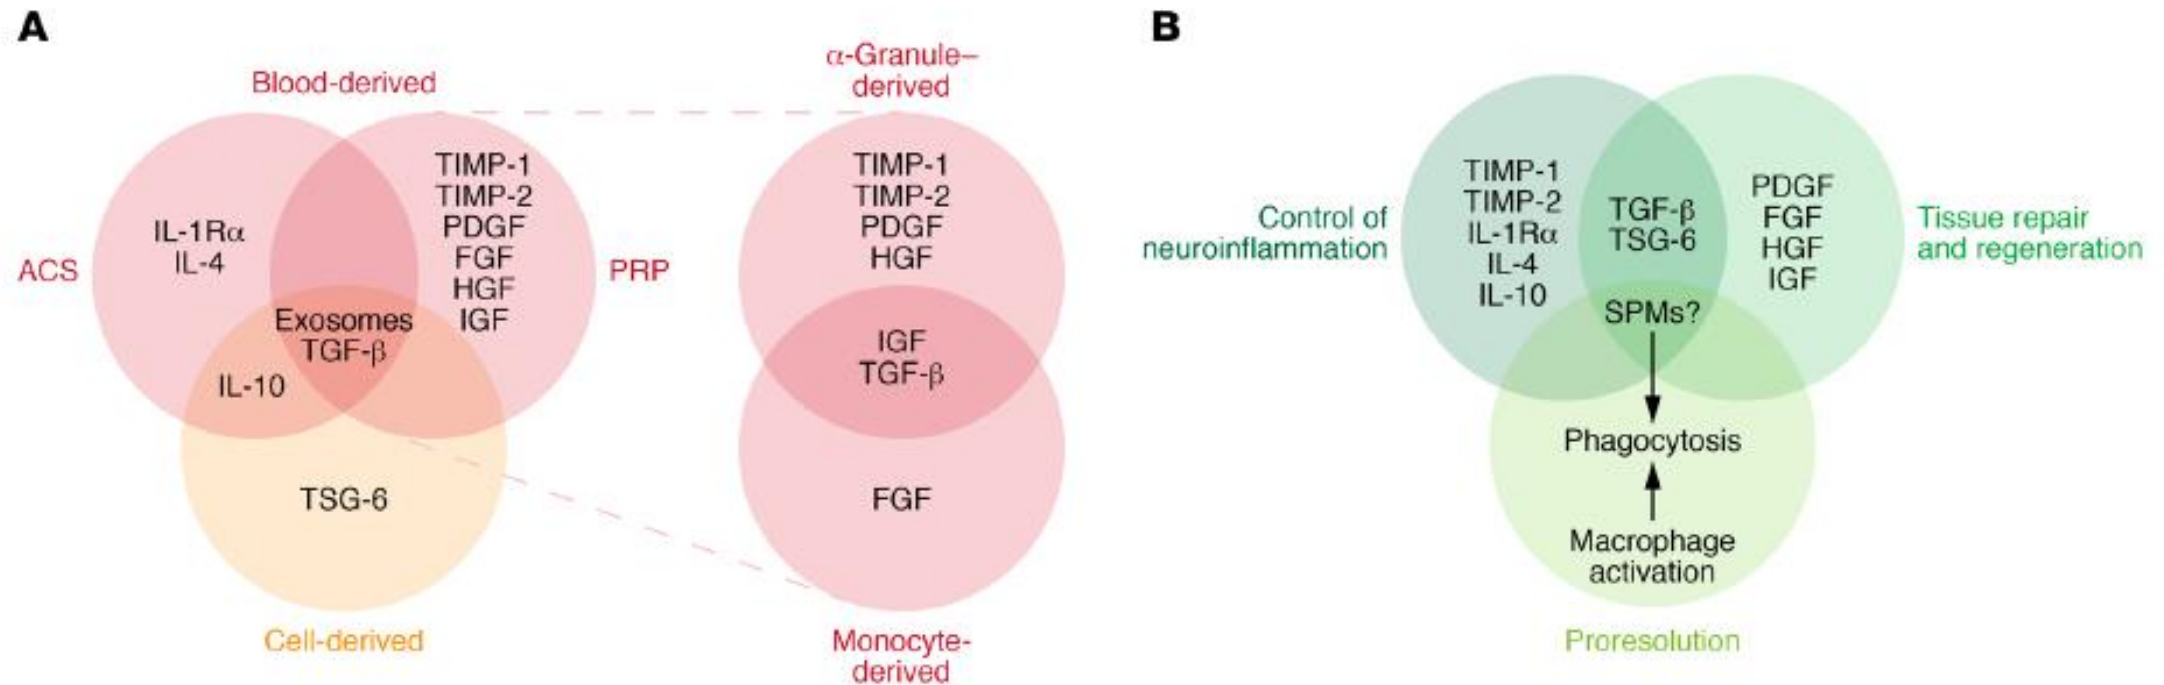 A
Blood-derived
ACS
IL-1Rα
IL-4
TIMP-1
TIMP-2
PDGF
FGF
HGF
IGF
PRP
Exosomes
TGF-β
IL-10
TSG-6
Cell-derived
α-Granule–
derived
TIMP-1
TIMP-2
PDGF
HGF
IGF
TGF-β
FGF
Monocyte-
derived
B
Control of
neuroinflammation
TIMP-1
TIMP-2
IL-1Rα
IL-4
IL-10
TGF-β
TSG-6
PDGF
FGF
HGF
IGF
Tissue repair
and regeneration
SPMs?
Phagocytosis
Macrophage
activation
Proresolution